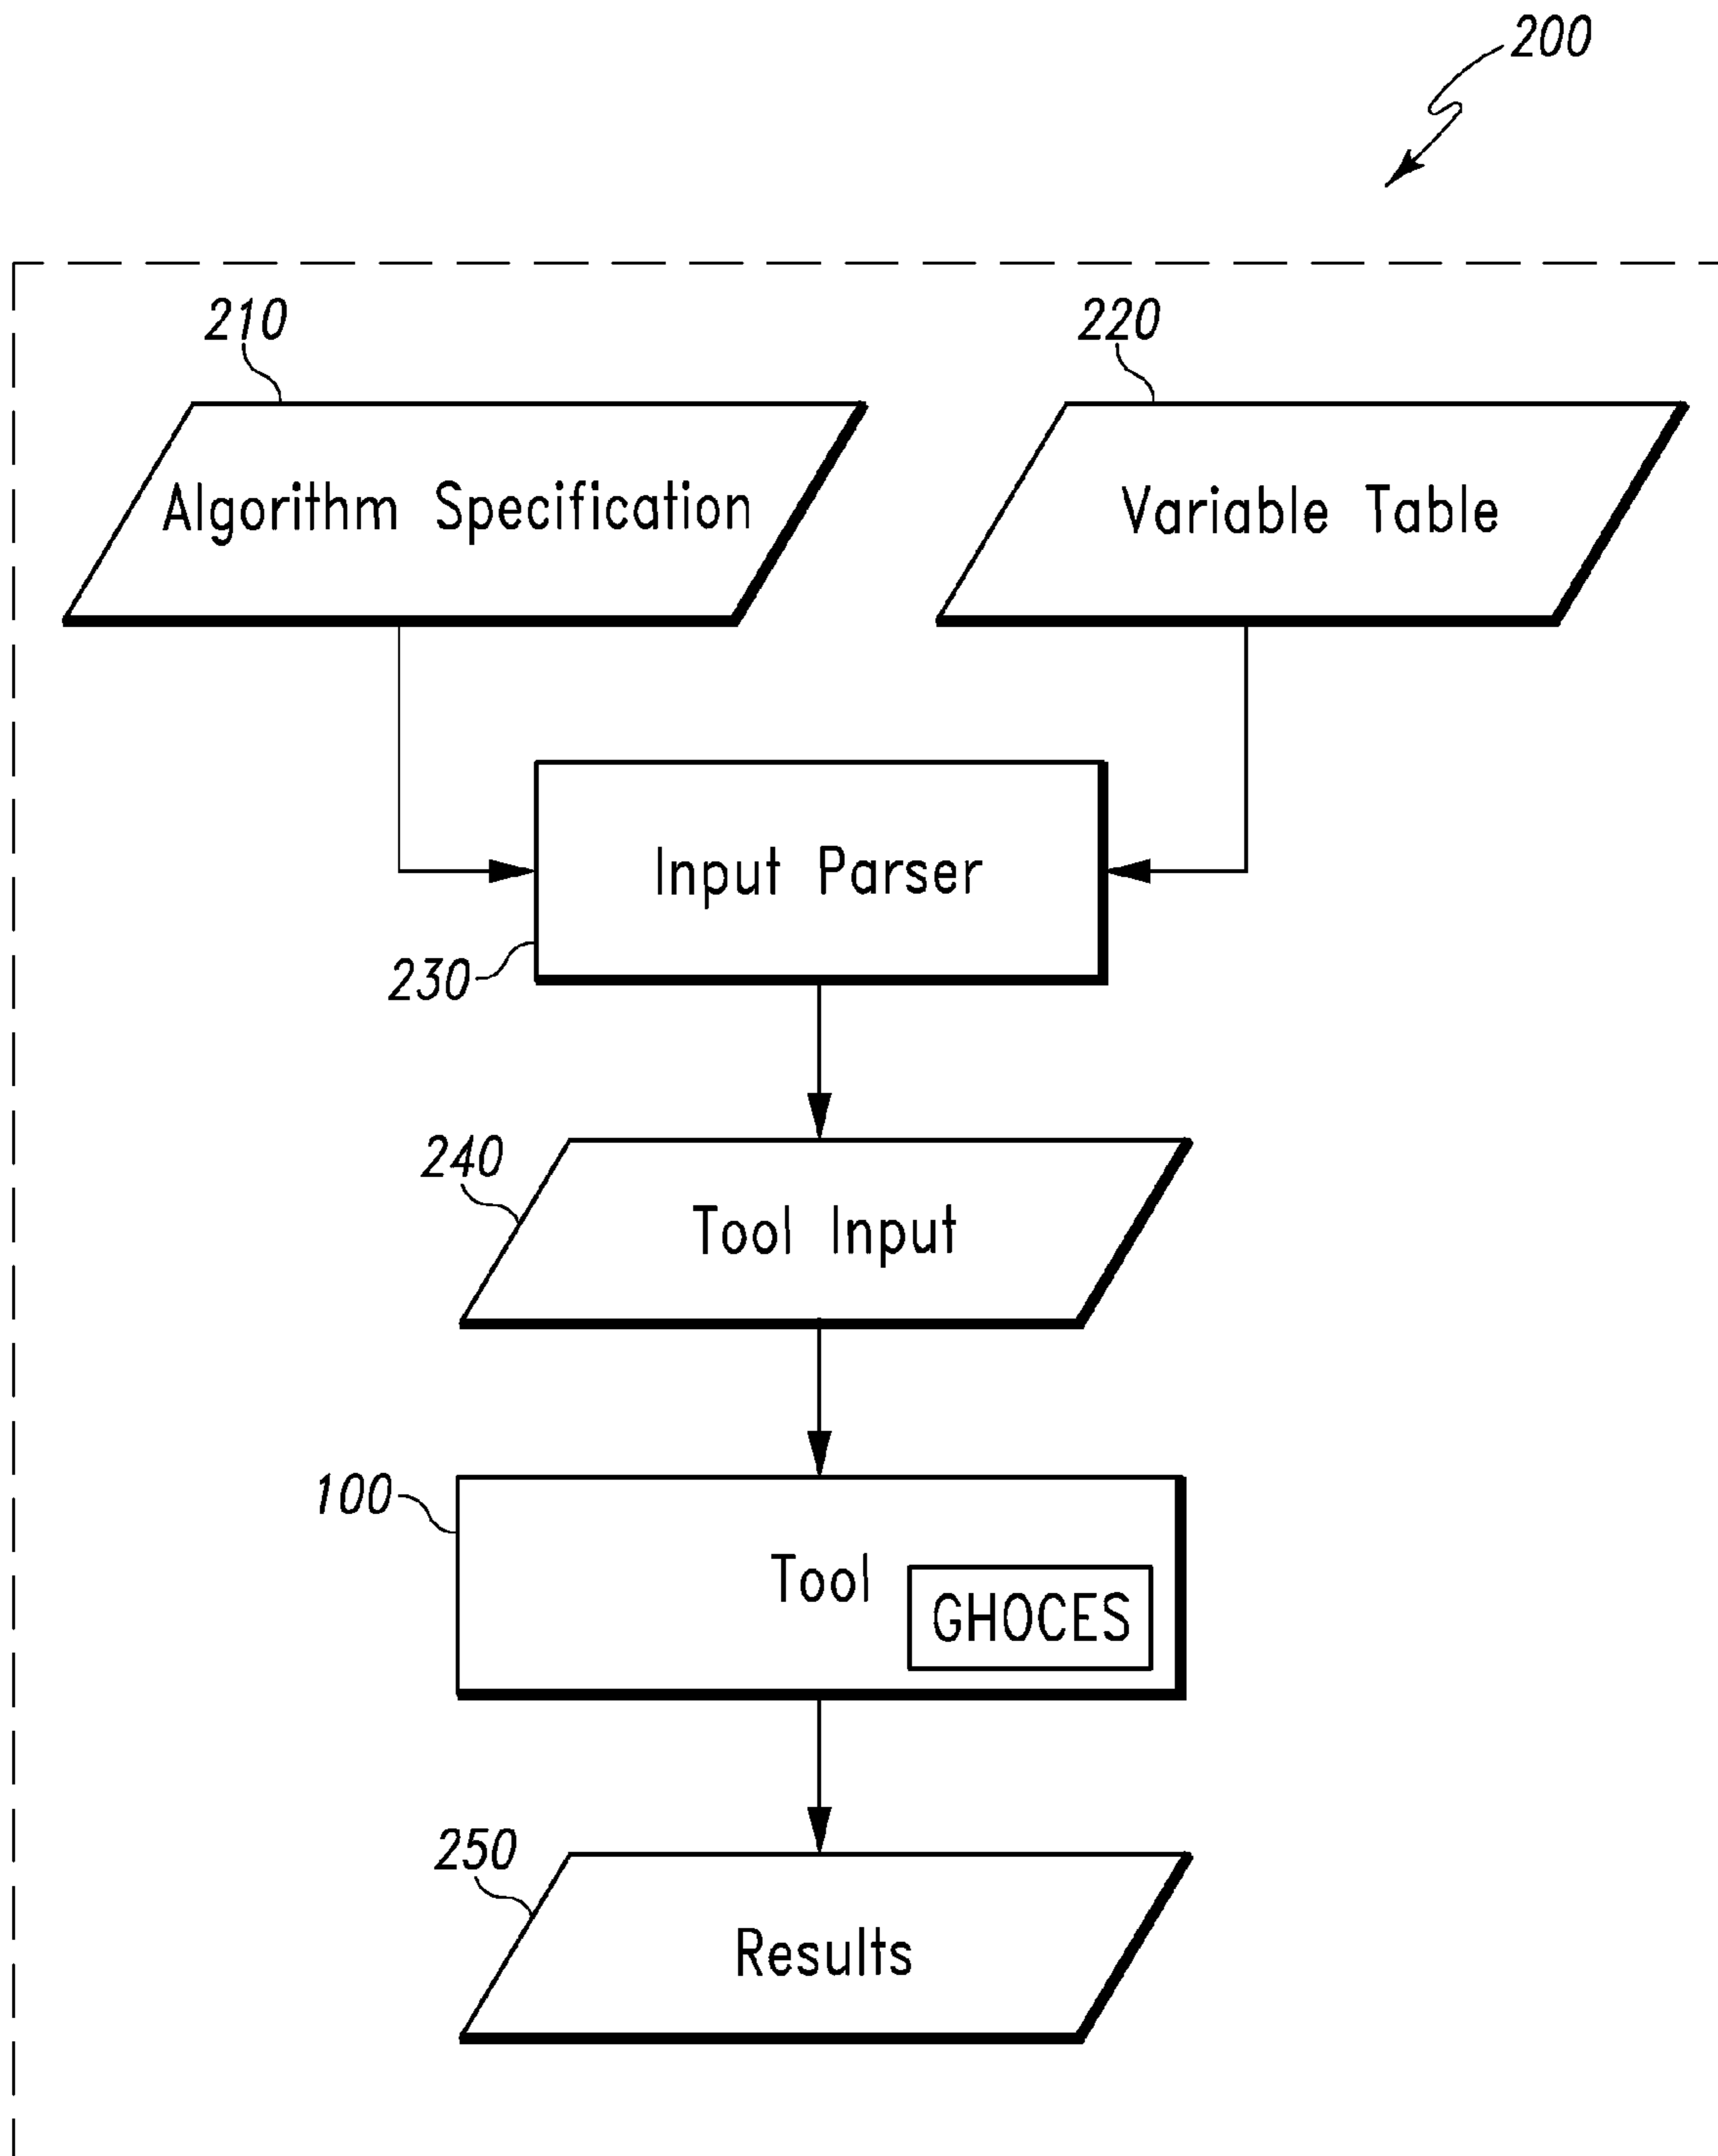 200
210
220
Algorithm Specification
Variable Table
Input Parser
230
240
Tool Input
100
Tool
GHOCES
250
Results